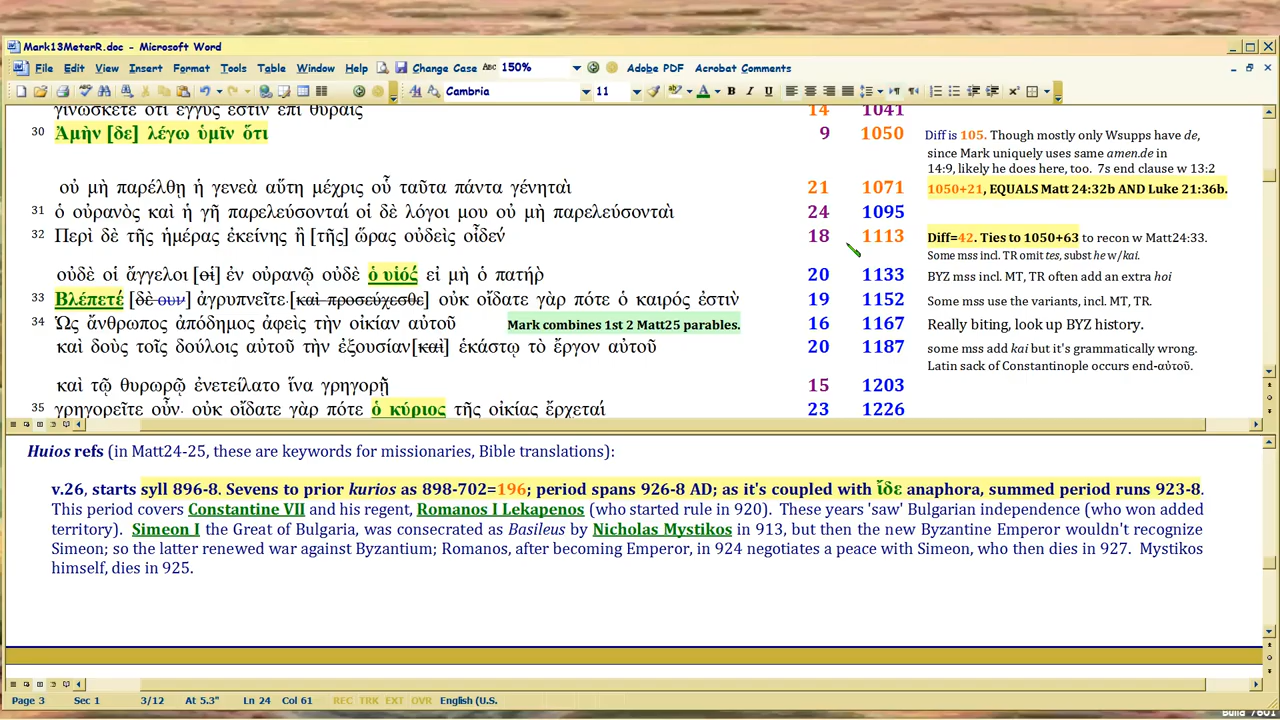 Mark13MeterR.doc - Microsoft Word
File Edit View Insert Format Tools Table Window Help Change Case ABC 150% Adobe PDF Acrobat Comments
Cambria 11 B I U
γινώσκετε ὅτι ἐγγύς ἐστιν ἐπὶ θύραις 14 1041
30 Ἀμὴν [δε] λέγω ὑμῖν ὅτι 9 1050 Diff is 105. Though mostly only Wsupps have de,
since Mark uniquely uses same amen.de in
14:9, likely he does here, too. 7s end clause w 13:2
οὐ μὴ παρέλθῃ ἡ γενεὰ αὕτη μέχρις οὗ ταῦτα πάντα γένηταὶ 21 1071 1050+21, EQUALS Matt 24:32b AND Luke 21:36b.
31 ὁ οὐρανὸς καὶ ἡ γῆ παρελεύσονταί οἱ δὲ λόγοι μου οὐ μὴ παρελεύσονταὶ 24 1095
32 Περὶ δὲ τῆς ἡμέρας ἐκείνης ἢ [τῆς] ὥρας οὐδεὶς οἶδεν́ 18 1113 Diff=42. Ties to 1050+63 to recon w Matt24:33.
Some mss incl. TR omit tes, subst he w/kai.
οὐδὲ οἱ ἄγγελοι [οἱ] ἐν οὐρανῷ οὐδὲ ὁ υἱός εἰ μὴ ὁ πατὴρ 20 1133 BYZ mss incl. MT, TR often add an extra hoi
33 Βλέπετέ [δὲ ουν] ἀγρυπνεῖτε [καὶ προσεύχεσθε] οὐκ οἴδατε γὰρ πότε ὁ καιρός ἐστὶν 19 1152 Some mss use the variants, incl. MT, TR.
34 Ὡς ἄνθρωπος ἀπόδημος ἀφεὶς τὴν οἰκίαν αὐτοῦ Mark combines 1st 2 Matt25 parables. 16 1167 Really biting, look up BYZ history.
καὶ δοὺς τοῖς δούλοις αὐτοῦ τὴν ἐξουσίαν[καὶ] ἑκάστῳ τὸ ἔργον αὐτοῦ 20 1187 some mss add kai but it's grammatically wrong.
Latin sack of Constantinople occurs end-αὐτοῦ.
καὶ τῷ θυρωρῷ ἐνετείλατο ἵνα γρηγορῇ 15 1203
35 γρηγορεῖτε οὖν· οὐκ οἴδατε γὰρ πότε ὁ κύριος τῆς οἰκίας ἔρχεταί 23 1226
Huios refs (in Matt24-25, these are keywords for missionaries, Bible translations):
v.26, starts syll 896-8. Sevens to prior kurios as 898-702=196; period spans 926-8 AD; as it's coupled with ἴδε anaphora, summed period runs 923-8.
This period covers Constantine VII and his regent, Romanos I Lekapenos (who started rule in 920). These years 'saw' Bulgarian independence (who won added
territory). Simeon I the Great of Bulgaria, was consecrated as Basileus by Nicholas Mystikos in 913, but then the new Byzantine Emperor wouldn't recognize
Simeon; so the latter renewed war against Byzantium; Romanos, after becoming Emperor, in 924 negotiates a peace with Simeon, who then dies in 927. Mystikos
himself, dies in 925.
Page 3 Sec 1 3/12 At 5.3" Ln 24 Col 61 REC TRK EXT OVR English (U.S.
Build 7601